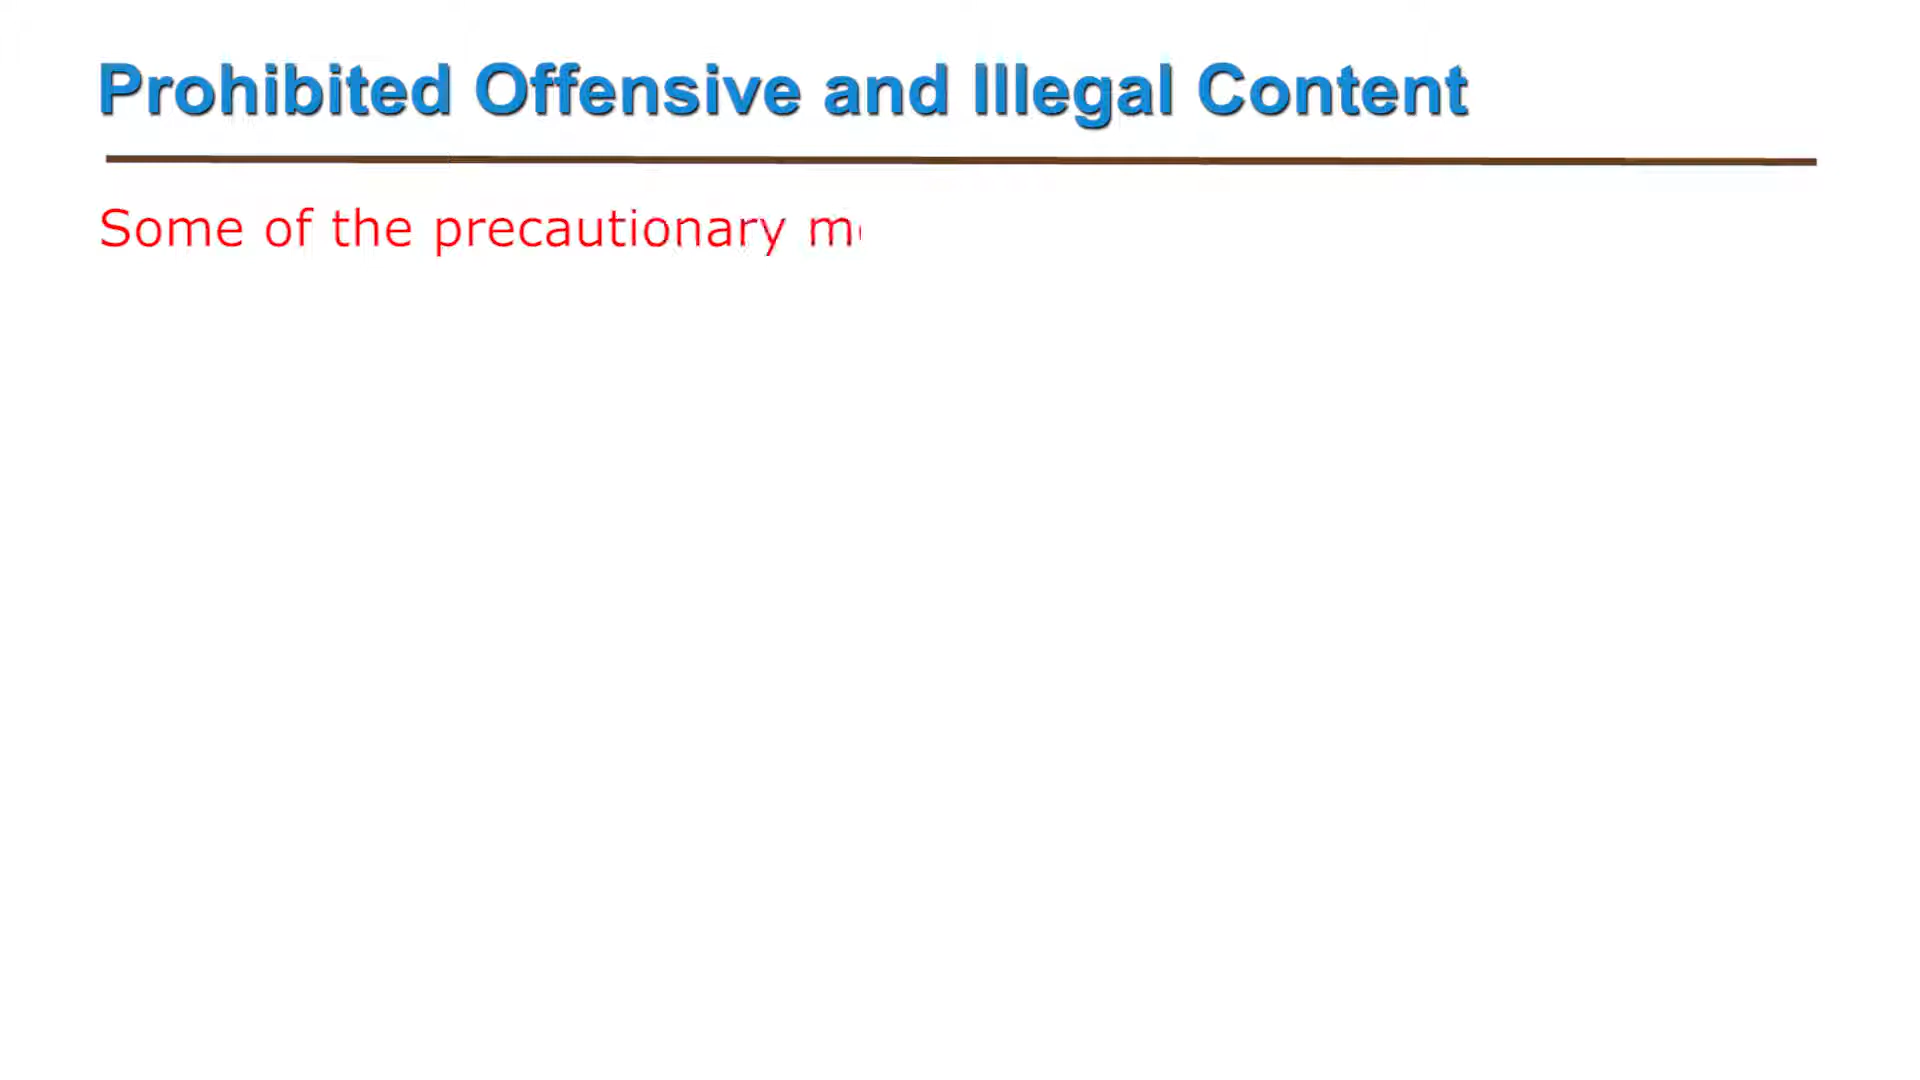 Prohibited Offensive and Illegal Content
Some of the precautionary m